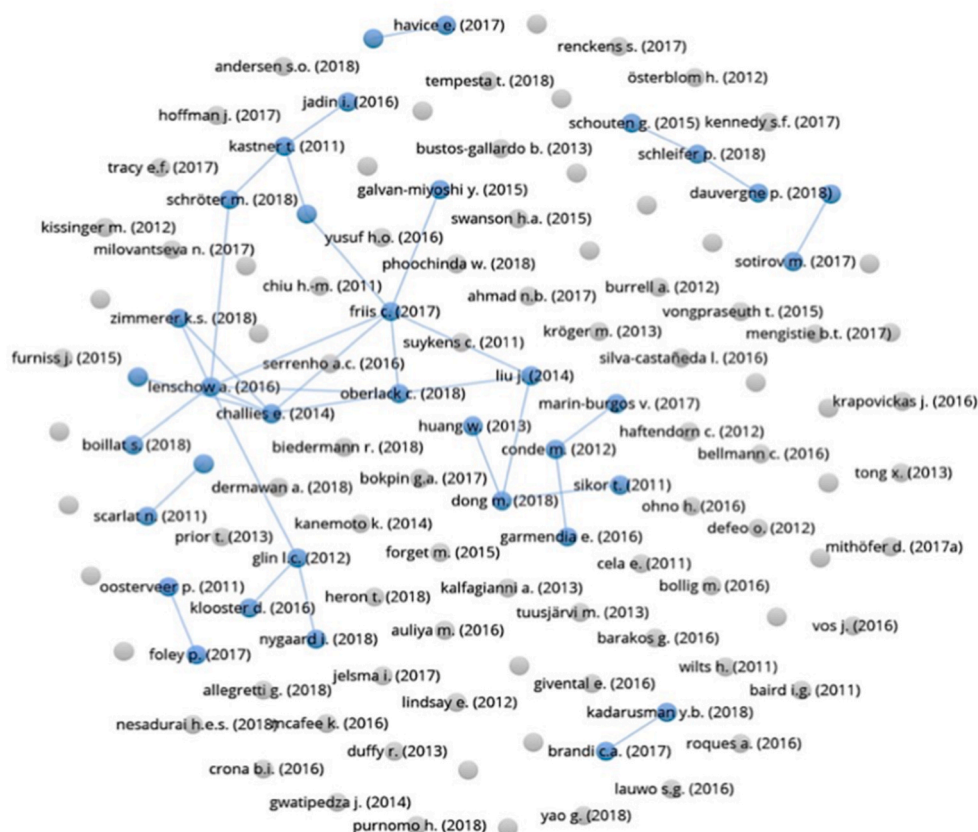 havice e. (2017)
renckens s. (2017)
andersen s.o. (2018)
tempesta t. (2018)
österblom h. (2012)
jadin i. (2016)
hoffman j. (2017)
schouten g. (2015)
kennedy s.f. (2017)
kastner t. (2011)
bustos-gallardo b. (2013)
schleifer p. (2018)
tracy e.f. (2017)
galvan-miyoshi y. (2015)
dauvergne p. (2018)
schröter m. (2018)
swanson h.a. (2015)
kissinger m. (2012)
yusuf h.o. (2016)
milovantseva n. (2017)
phoochinda w. (2018)
sotirov m. (2017)
chiu h.-m. (2011)
ahmad n.b. (2017)
burrell a. (2012)
zimmerer k.s. (2018)
friis c. (2017)
vongpraseuth t. (2015)
suykens c. (2011)
kröger m. (2013)
mengistie b.t. (2017)
furniss j. (2015)
serrenho a.c. (2016)
silva-castañeda l. (2016)
lenschow a. (2016)
oberlack c. (2018)
liu j. (2014)
challies e. (2014)
marin-burgos v. (2017)
krapovickas j. (2016)
huang w. (2013)
haftendorn c. (2012)
boillat s. (2018)
biedermann r. (2018)
conde m. (2012)
bellmann c. (2016)
tong x. (2013)
dermawan a. (2018)
bokpin g.a. (2017)
sikor t. (2011)
dong m. (2018)
ohno h. (2016)
scarlat n. (2011)
kanemoto k. (2014)
defeo o. (2012)
prior t. (2013)
garmendia e. (2016)
mithöfer d. (2017a)
glin l.c. (2012)
forget m. (2015)
cela e. (2011)
oosterveer p. (2011)
kalfagianni a. (2013)
bollig m. (2016)
klooster d. (2016)
heron t. (2018)
tuusjärvi m. (2013)
vos j. (2016)
nygaard i. (2018)
auliya m. (2016)
barakos g. (2016)
foley p. (2017)
wilts h. (2011)
jelsma i. (2017)
givental e. (2016)
allegretti g. (2018)
baird i.g. (2011)
lindsay e. (2012)
kadarusman y.b. (2018)
nesadurai h.e.s. (2018)
mcafee k. (2016)
duffy r. (2013)
brandi c.a. (2017)
roques a. (2016)
crona b.i. (2016)
lauwo s.g. (2016)
gwatipedza j. (2014)
yao g. (2018)
purnomo h. (2018)